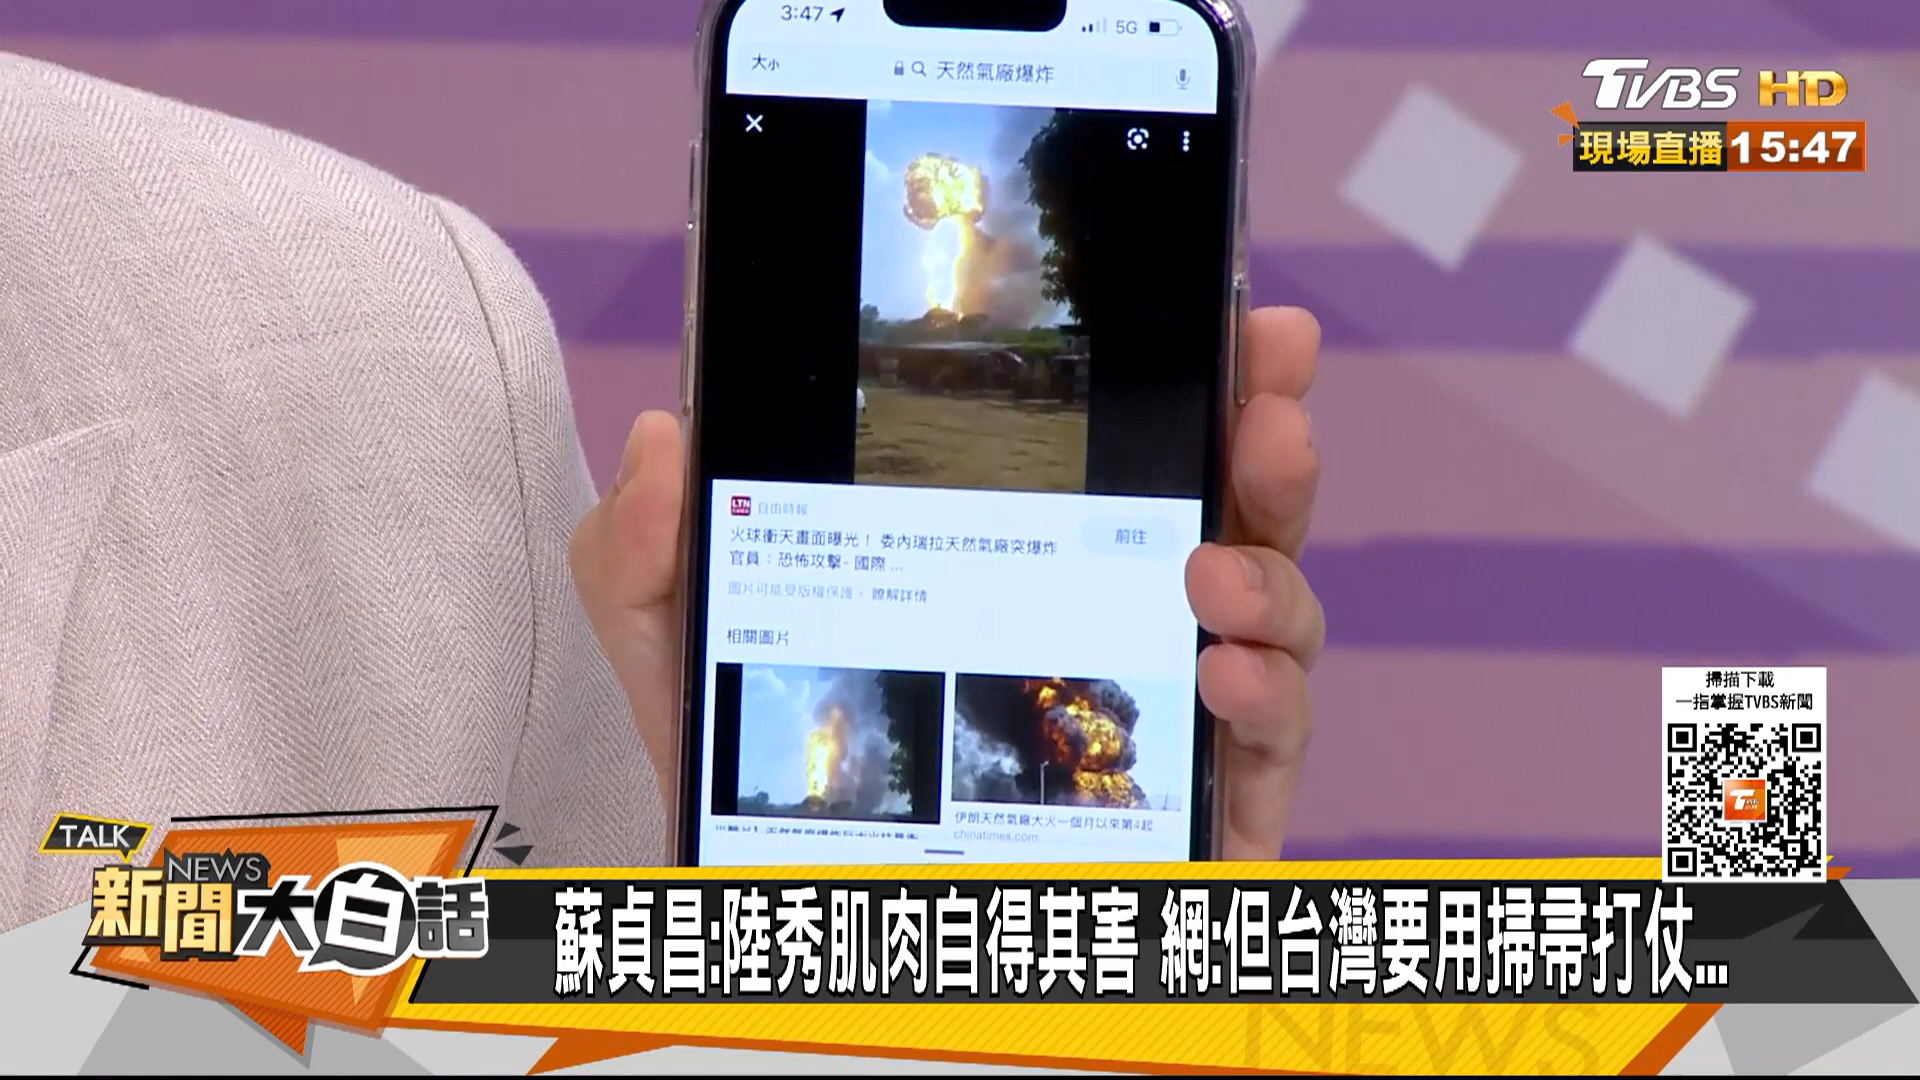 3:47
5G
大小
天然氣廠爆炸
TVBS HD
現場直播 15:47
LTN 自由時報
火球衝天畫面曝光！ 委內瑞拉天然氣廠突爆炸
官員：恐怖攻擊- 國際 ...
前往
圖片可能受版權保護。 瞭解詳情
相關圖片
伊朗天然氣廠大火一個月以來第4起
chinatimes.com
掃描下載
一指掌握TVBS新聞
TALK
NEWS
新聞大白話
蘇貞昌:陸秀肌肉自得其害 網:但台灣要用掃帚打仗...
NEWS